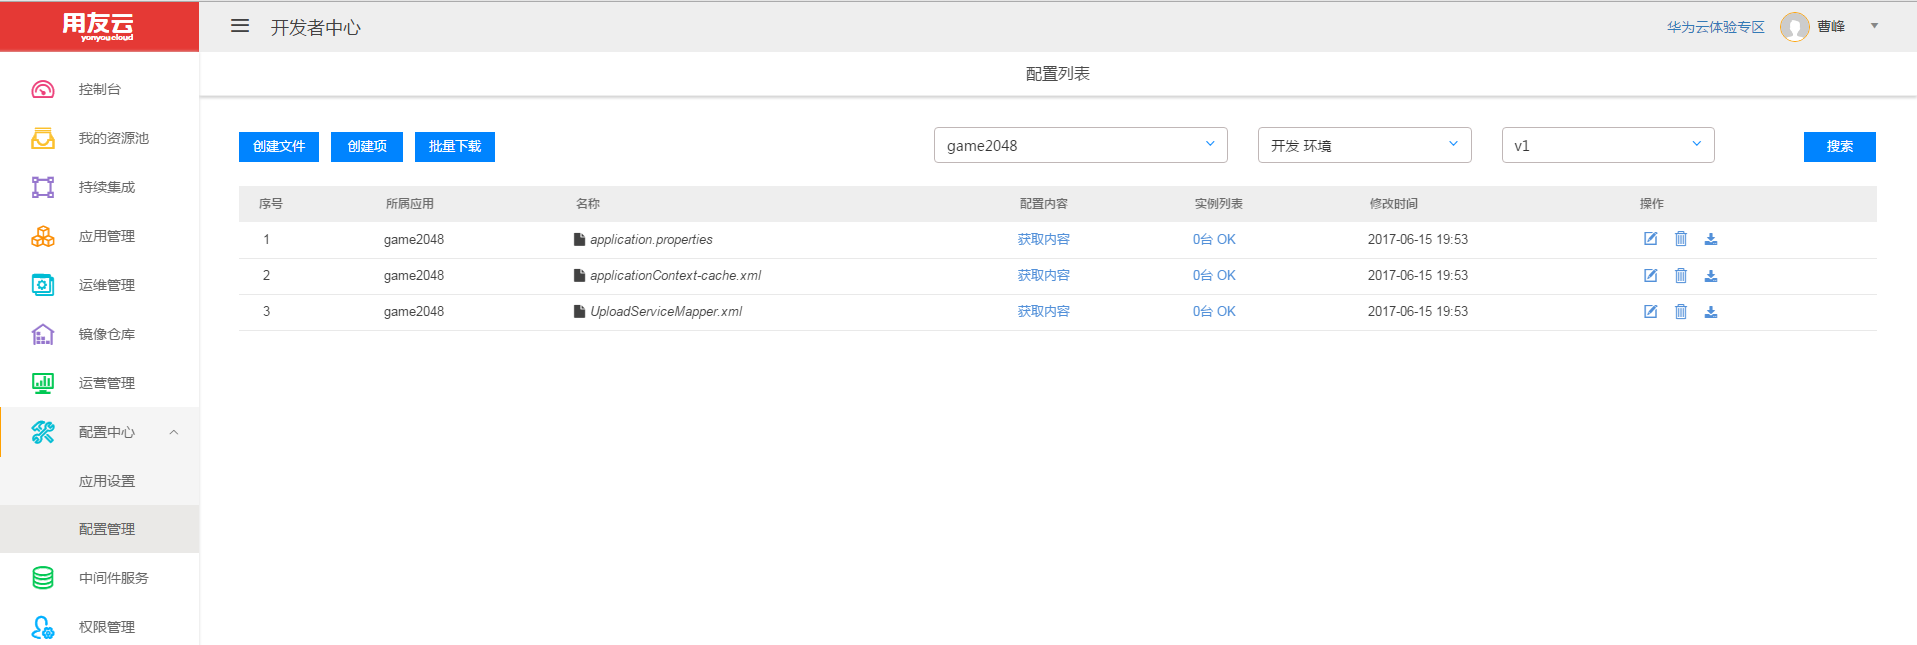 用友云
yonyoucloud
开发者中心
华为云体验专区
曹峰
控制台
我的资源池
持续集成
应用管理
运维管理
镜像仓库
运营管理
配置中心
应用设置
配置管理
中间件服务
权限管理
配置列表
创建文件 创建项 批量下载 game2048 开发 环境 v1 搜索
序号 所属应用 名称 配置内容 实例列表 修改时间 操作
1 game2048 application.properties 获取内容 0台 OK 2017-06-15 19:53
2 game2048 applicationContext-cache.xml 获取内容 0台 OK 2017-06-15 19:53
3 game2048 UploadServiceMapper.xml 获取内容 0台 OK 2017-06-15 19:53